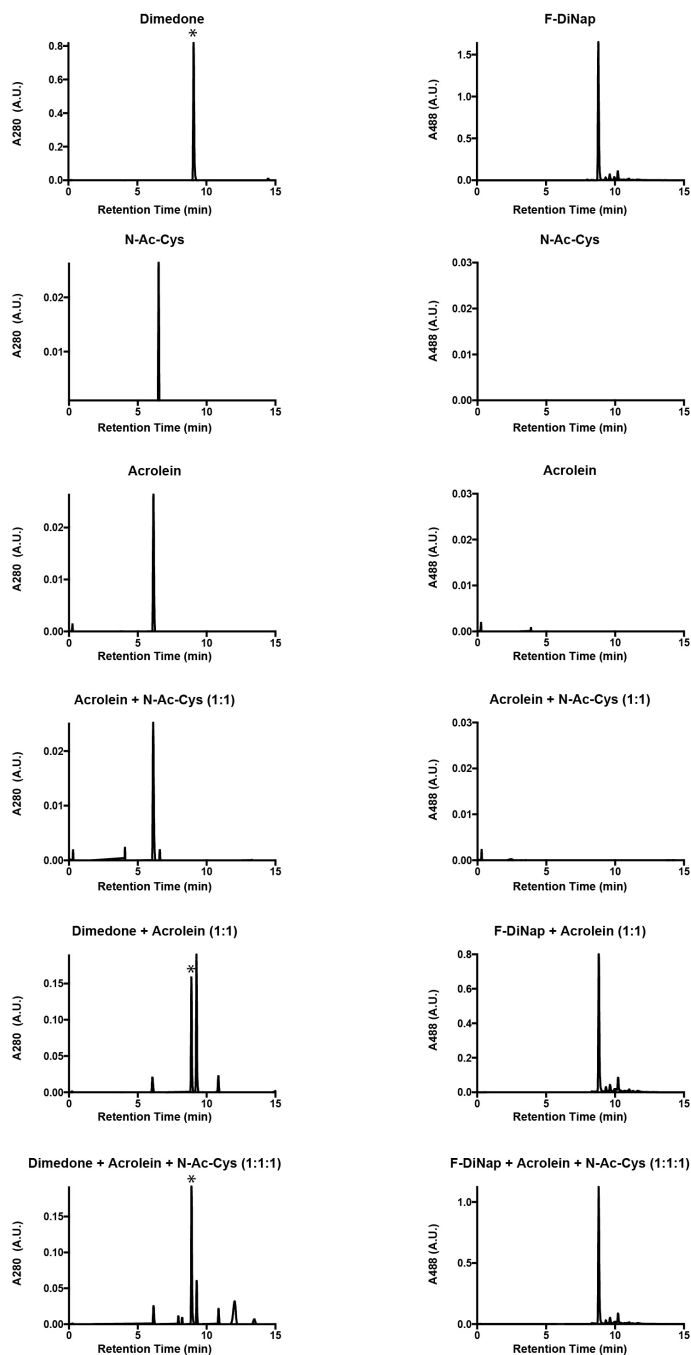 Dimedone
*
A280 (A.U.)
0.8
0.6
0.4
0.2
0.0
0 5 10 15
Retention Time (min)
F-DiNap
A488 (A.U.)
1.5
1.0
0.5
0.0
0 5 10 15
Retention Time (min)
N-Ac-Cys
A280 (A.U.)
0.02
0.01
0 5 10 15
Retention Time (min)
N-Ac-Cys
A488 (A.U.)
0.03
0.02
0.01
0.00
0 5 10 15
Retention Time (min)
Acrolein
A280 (A.U.)
0.02
0.01
0.00
0 5 10 15
Retention Time (min)
Acrolein
A488 (A.U.)
0.03
0.02
0.01
0.00
0 5 10 15
Retention Time (min)
Acrolein + N-Ac-Cys (1:1)
A280 (A.U.)
0.02
0.01
0.00
0 5 10 15
Retention Time (min)
Acrolein + N-Ac-Cys (1:1)
A488 (A.U.)
0.03
0.02
0.01
0.00
0 5 10 15
Retention Time (min)
Dimedone + Acrolein (1:1)
*
A280 (A.U.)
0.15
0.10
0.05
0.00
0 5 10 15
Retention Time (min)
F-DiNap + Acrolein (1:1)
A488 (A.U.)
0.8
0.6
0.4
0.2
0.0
0 5 10 15
Retention Time (min)
Dimedone + Acrolein + N-Ac-Cys (1:1:1)
*
A280 (A.U.)
0.15
0.10
0.05
0.00
0 5 10 15
Retention Time (min)
F-DiNap + Acrolein + N-Ac-Cys (1:1:1)
A488 (A.U.)
1.0
0.5
0.0
0 5 10 15
Retention Time (min)